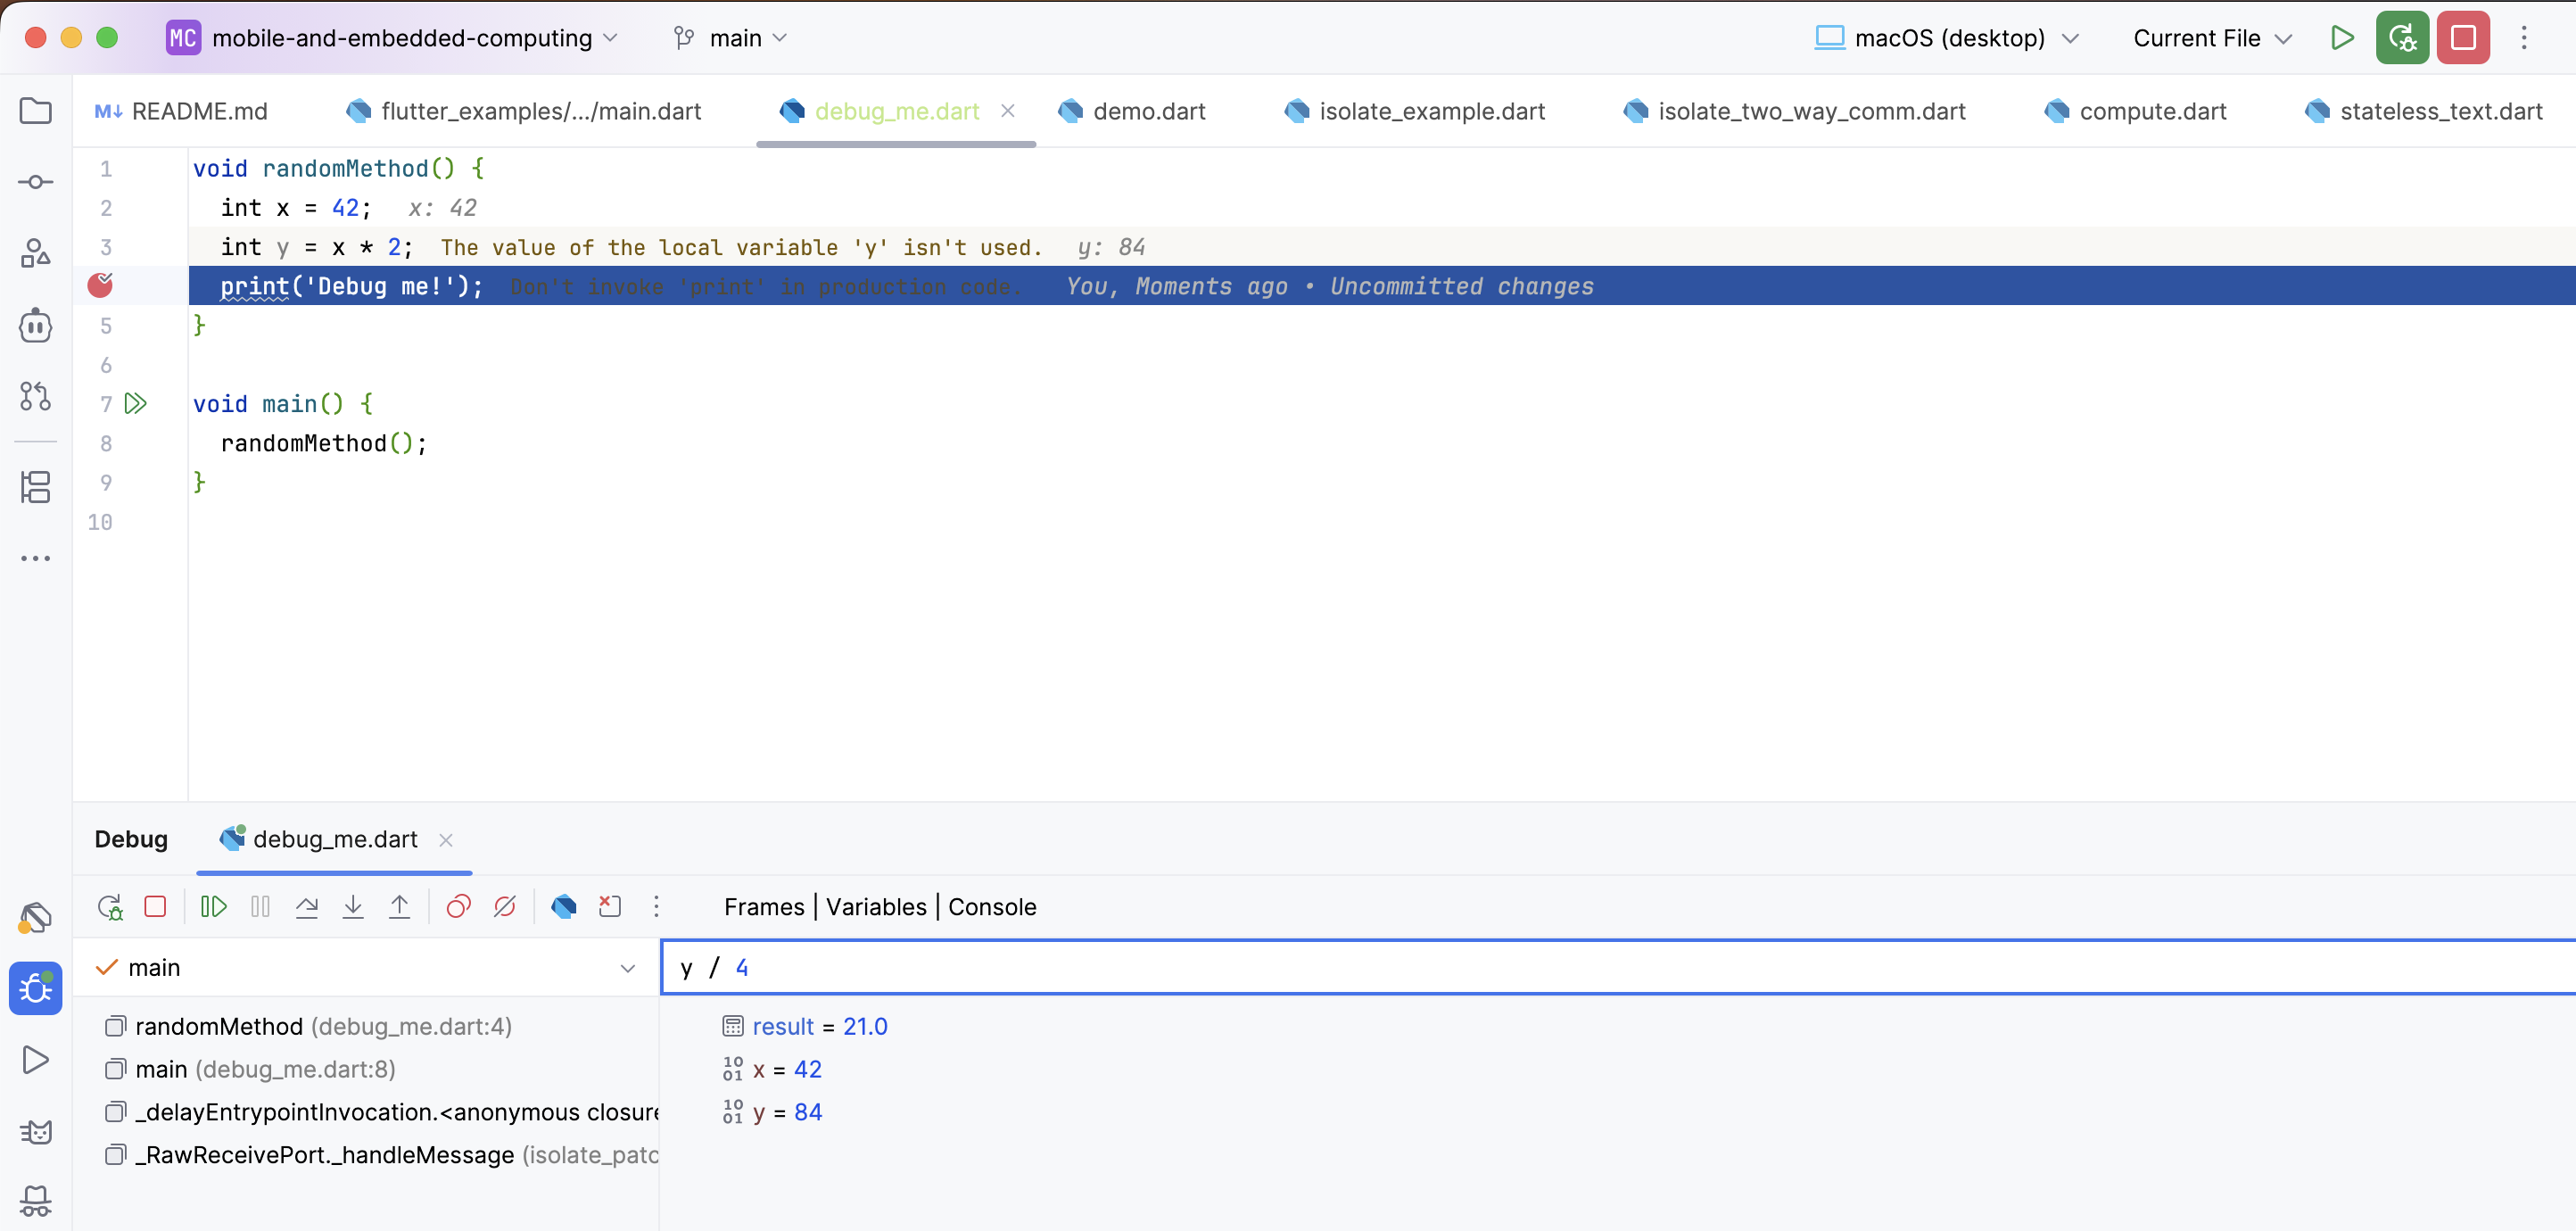 MC mobile-and-embedded-computing main macOS (desktop) Current File
M↓ README.md flutter_examples/.../main.dart debug_me.dart demo.dart isolate_example.dart isolate_two_way_comm.dart compute.dart stateless_text.dart
1 void randomMethod() {
2 int x = 42; x: 42
3 int y = x * 2; The value of the local variable 'y' isn't used. y: 84
print('Debug me!'); Don't invoke 'print' in production code. You, Moments ago • Uncommitted changes
5 }
6
7 void main() {
8 randomMethod();
9 }
10
Debug debug_me.dart
Frames | Variables | Console
main
y / 4
randomMethod (debug_me.dart:4)
result = 21.0
main (debug_me.dart:8)
x = 42
_delayEntrypointInvocation.<anonymous closure
y = 84
_RawReceivePort._handleMessage (isolate_patc